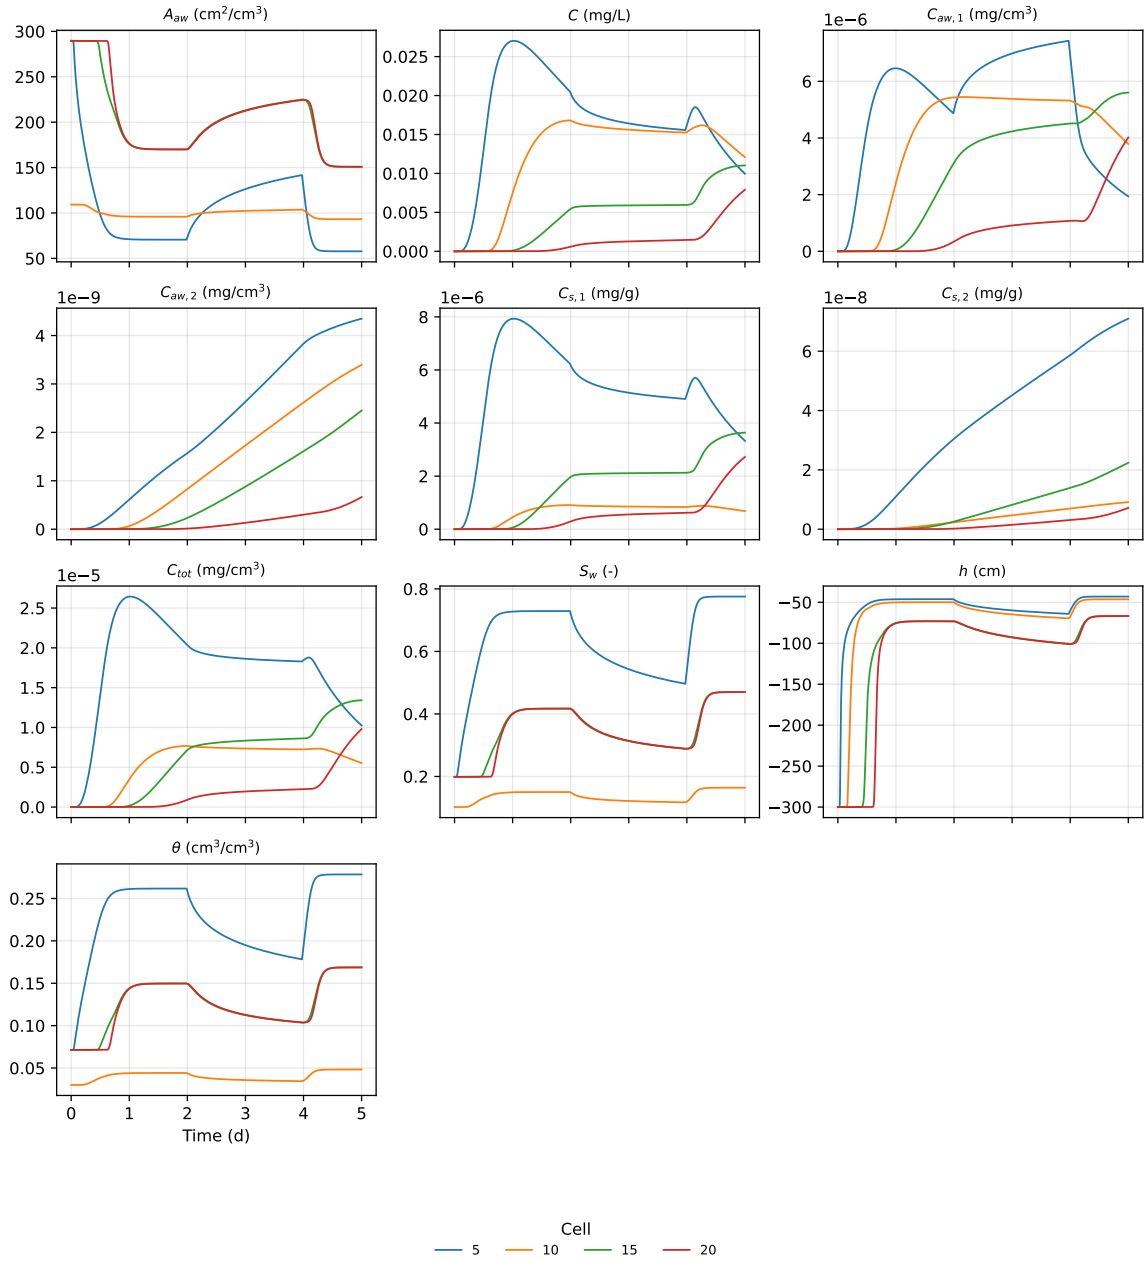 A_aw (cm²/cm³)
300
250
200
150
100
50
C (mg/L)
0.025
0.020
0.015
0.010
0.005
0.000
C_aw,1 (mg/cm³)
1e−6
6
4
2
0
C_aw,2 (mg/cm³)
1e−9
4
3
2
1
0
C_s,1 (mg/g)
1e−6
8
6
4
2
0
C_s,2 (mg/g)
1e−8
6
4
2
0
C_tot (mg/cm³)
1e−5
2.5
2.0
1.5
1.0
0.5
0.0
S_w (-)
0.8
0.6
0.4
0.2
h (cm)
−50
−100
−150
−200
−250
−300
θ (cm³/cm³)
0.25
0.20
0.15
0.10
0.05
0 1 2 3 4 5
Time (d)
Cell
5 10 15 20